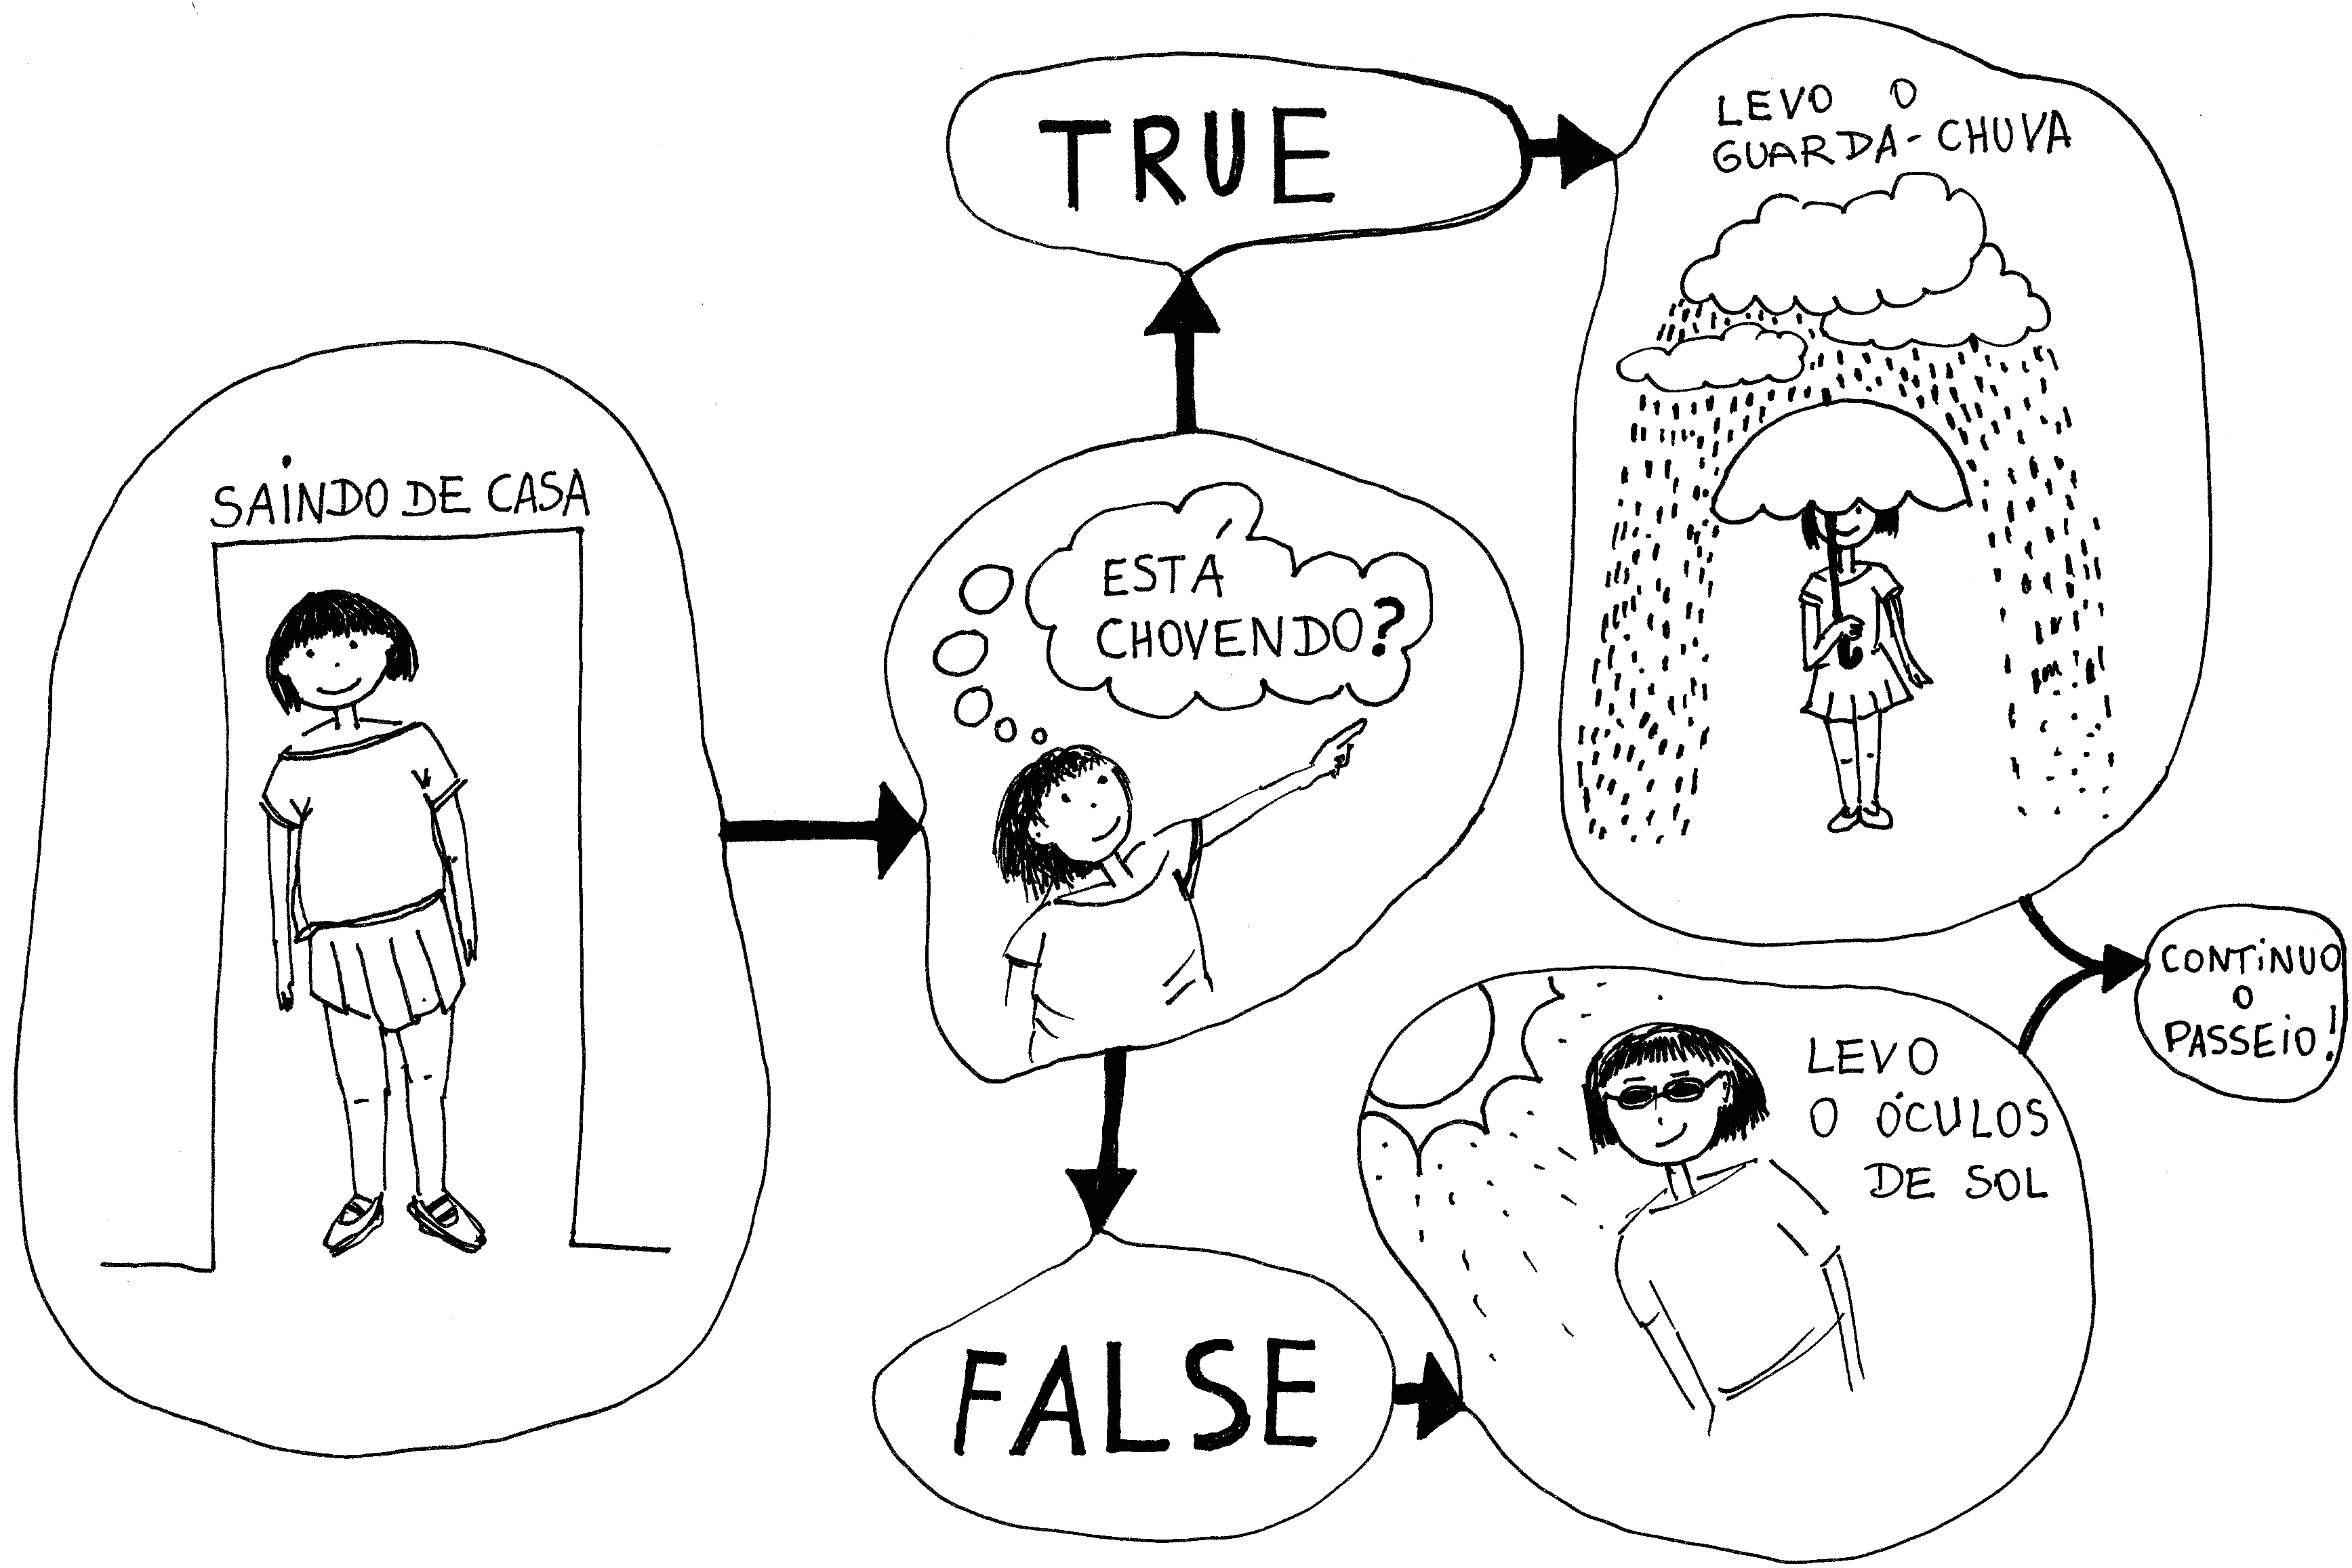 SAINDO DE CASA
ESTÁ
CHOVENDO?
TRUE
LEVO O
GUARDA-CHUVA
FALSE
LEVO
O ÓCULOS
DE SOL
CONTINUO
O
PASSEIO!